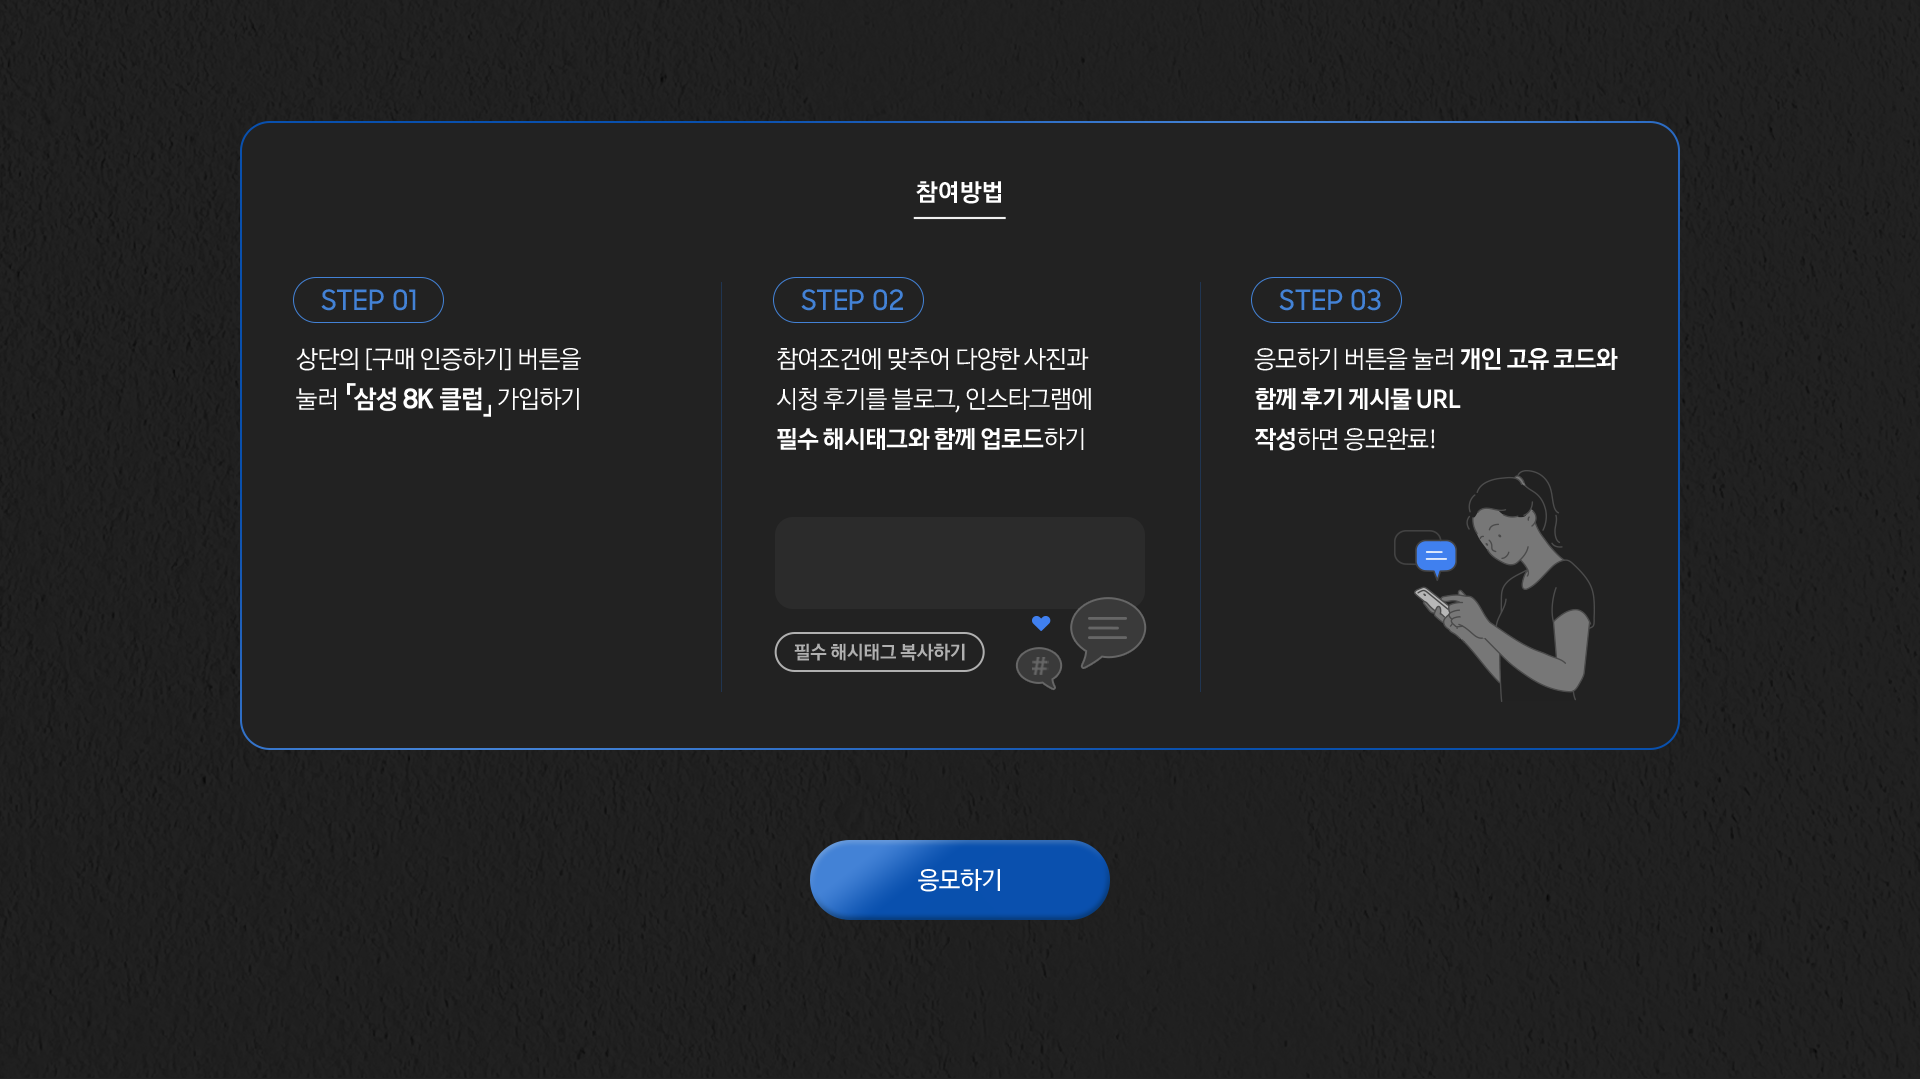 참여방법
STEP 01
상단의 [구매 인증하기] 버튼을
눌러 「삼성 8K 클럽」 가입하기
STEP 02
참여조건에 맞추어 다양한 사진과
시청 후기를 블로그, 인스타그램에
필수 해시태그와 함께 업로드하기
필수 해시태그 복사하기
#
STEP 03
응모하기 버튼을 눌러 개인 고유 코드와
함께 후기 게시물 URL
작성하면 응모완료!
응모하기